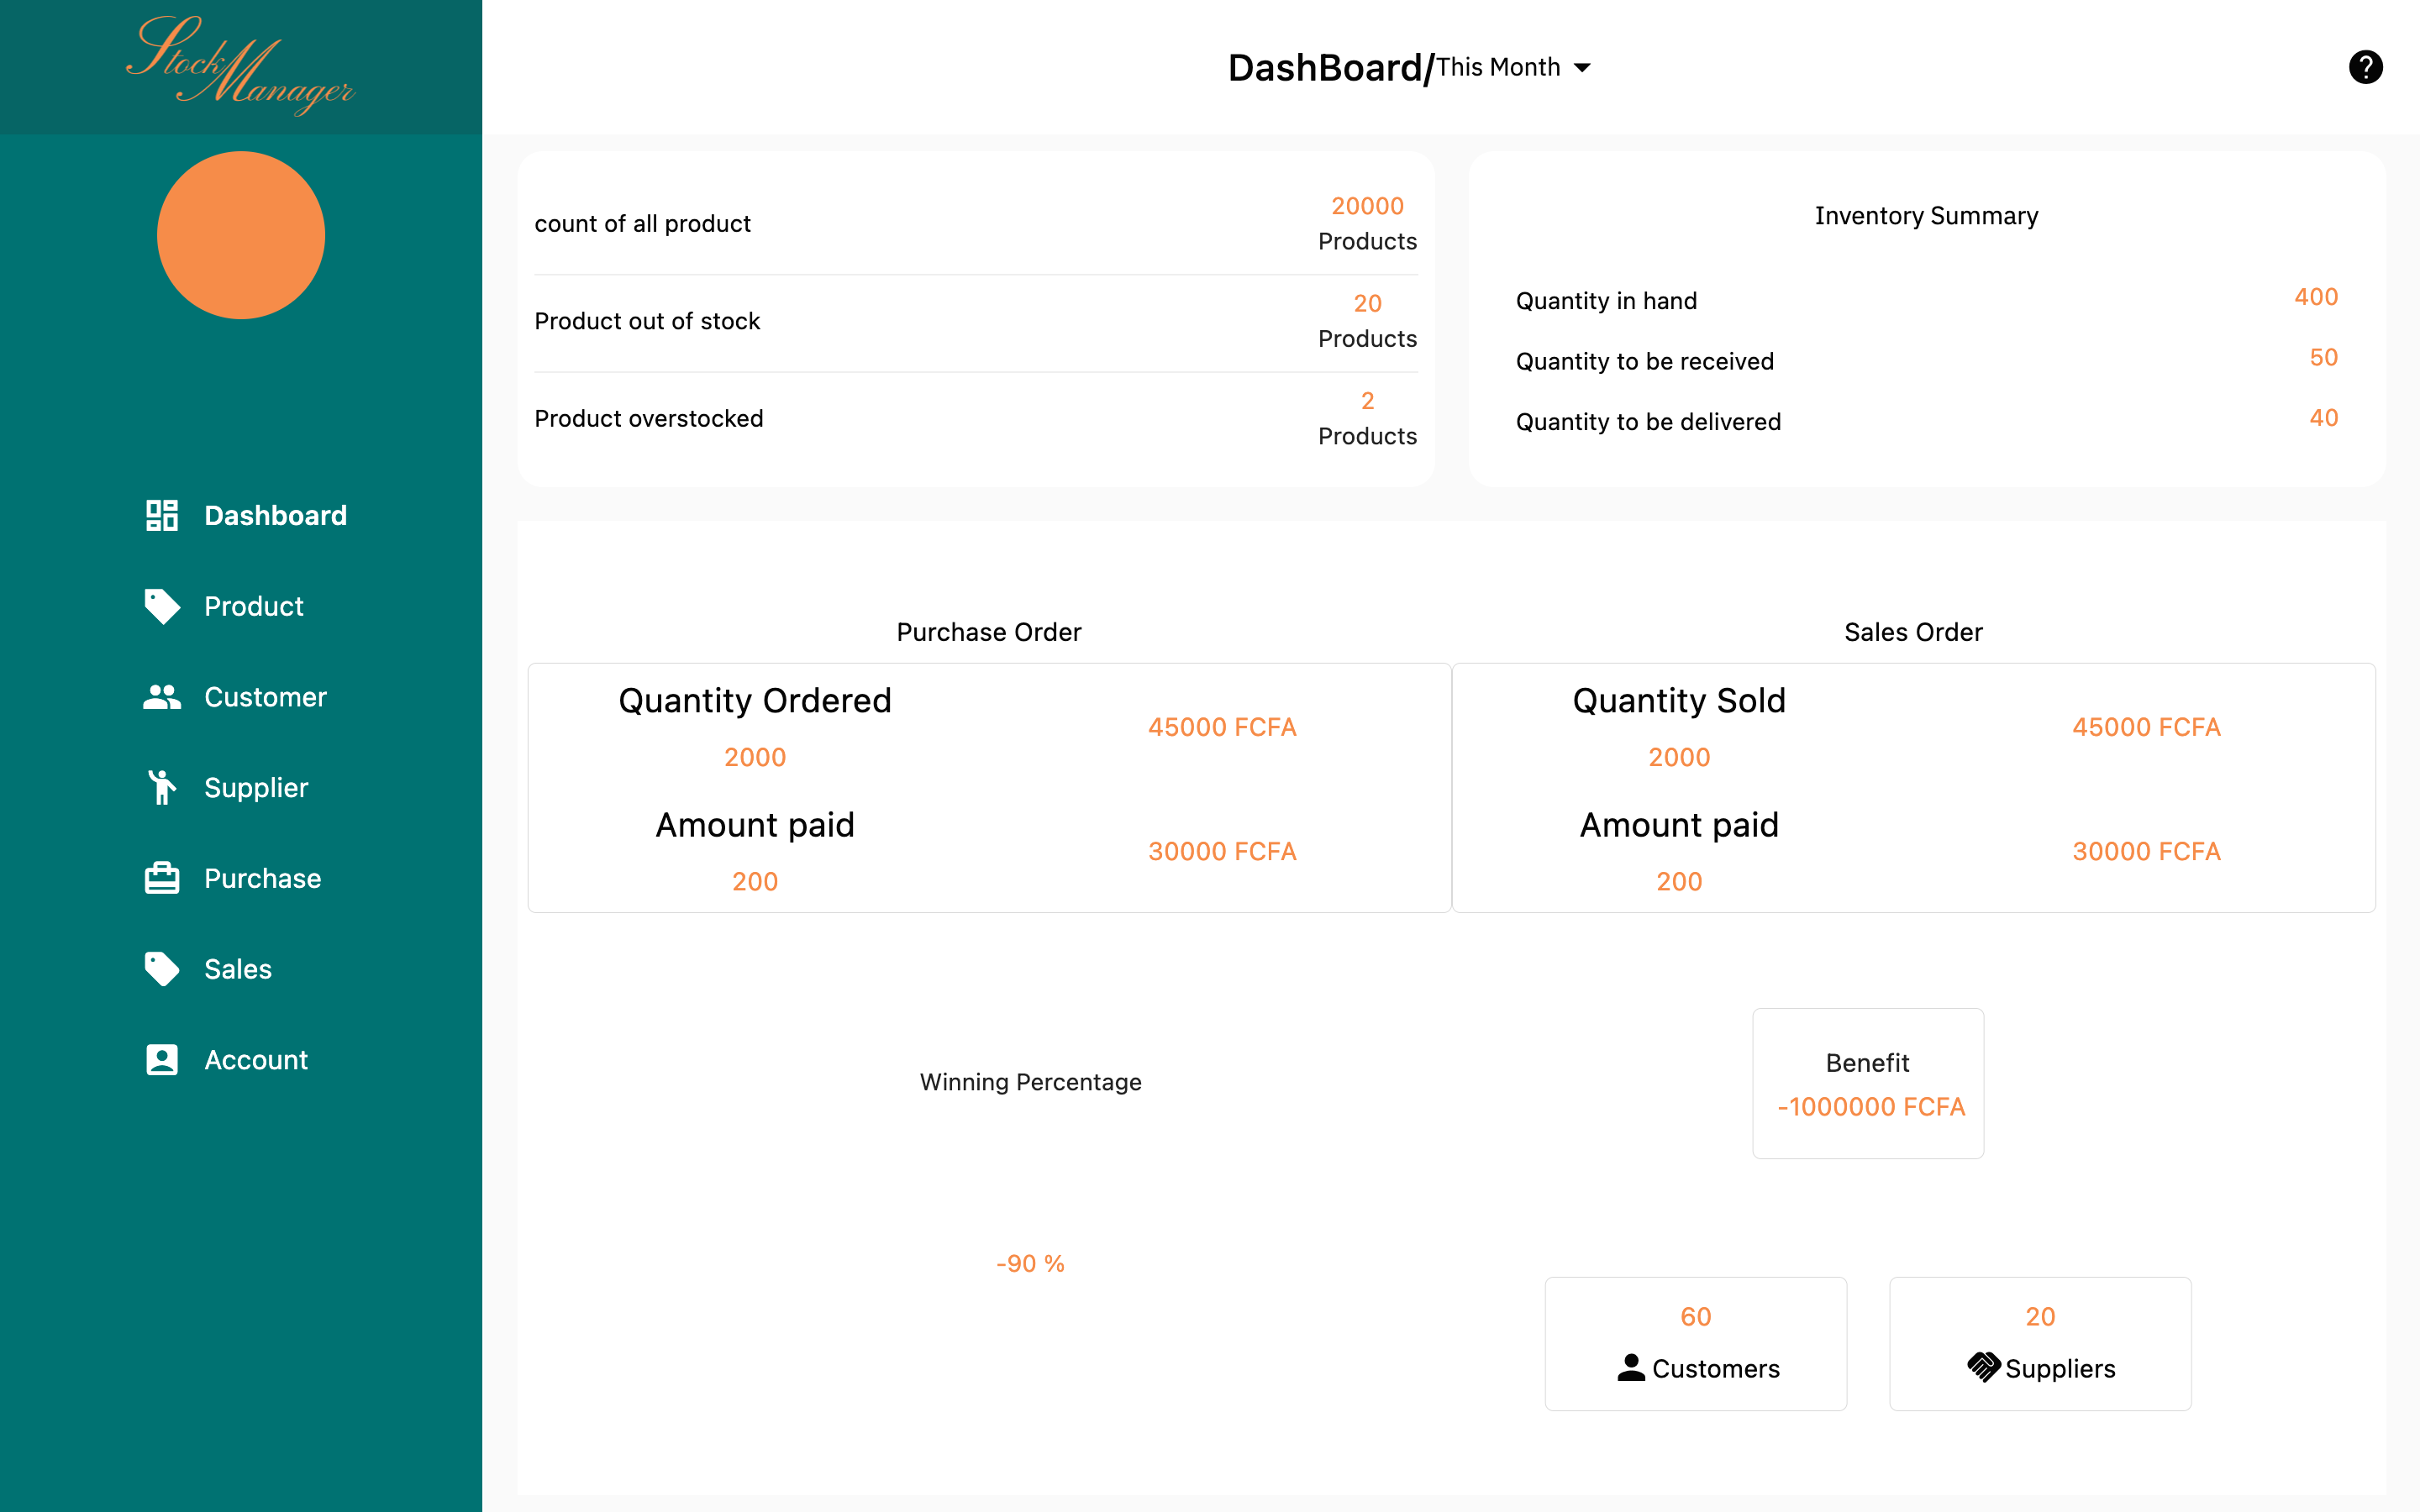 Stock
Manager
DashBoard/This Month
?
count of all product
20000
Products
Product out of stock
20
Products
Product overstocked
2
Products
Inventory Summary
Quantity in hand
400
Quantity to be received
50
Quantity to be delivered
40
Dashboard
Product
Customer
Supplier
Purchase
Sales
Account
Purchase Order
Quantity Ordered
2000
45000 FCFA
Amount paid
200
30000 FCFA
Sales Order
Quantity Sold
2000
45000 FCFA
Amount paid
200
30000 FCFA
Winning Percentage
-90 %
Benefit
-1000000 FCFA
60
Customers
20
Suppliers